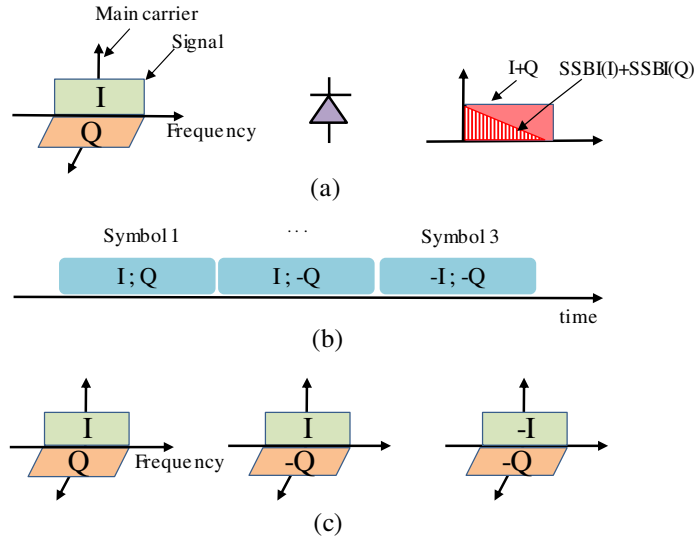 Main carrier
Signal
I
Q
Frequency
I+Q
SSBI(I)+SSBI(Q)
(a)
Symbol 1
...
Symbol 3
I ; Q
I ; -Q
-I ; -Q
time
(b)
I
Q
Frequency
I
-Q
-I
-Q
(c)